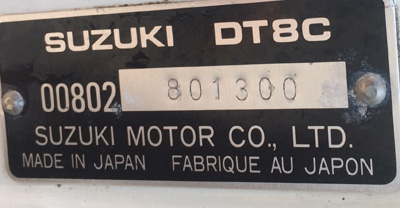 SUZUKI DT8C
00802 801300
SUZUKI MOTOR CO., LTD.
MADE IN JAPAN FABRIQUE AU JAPON